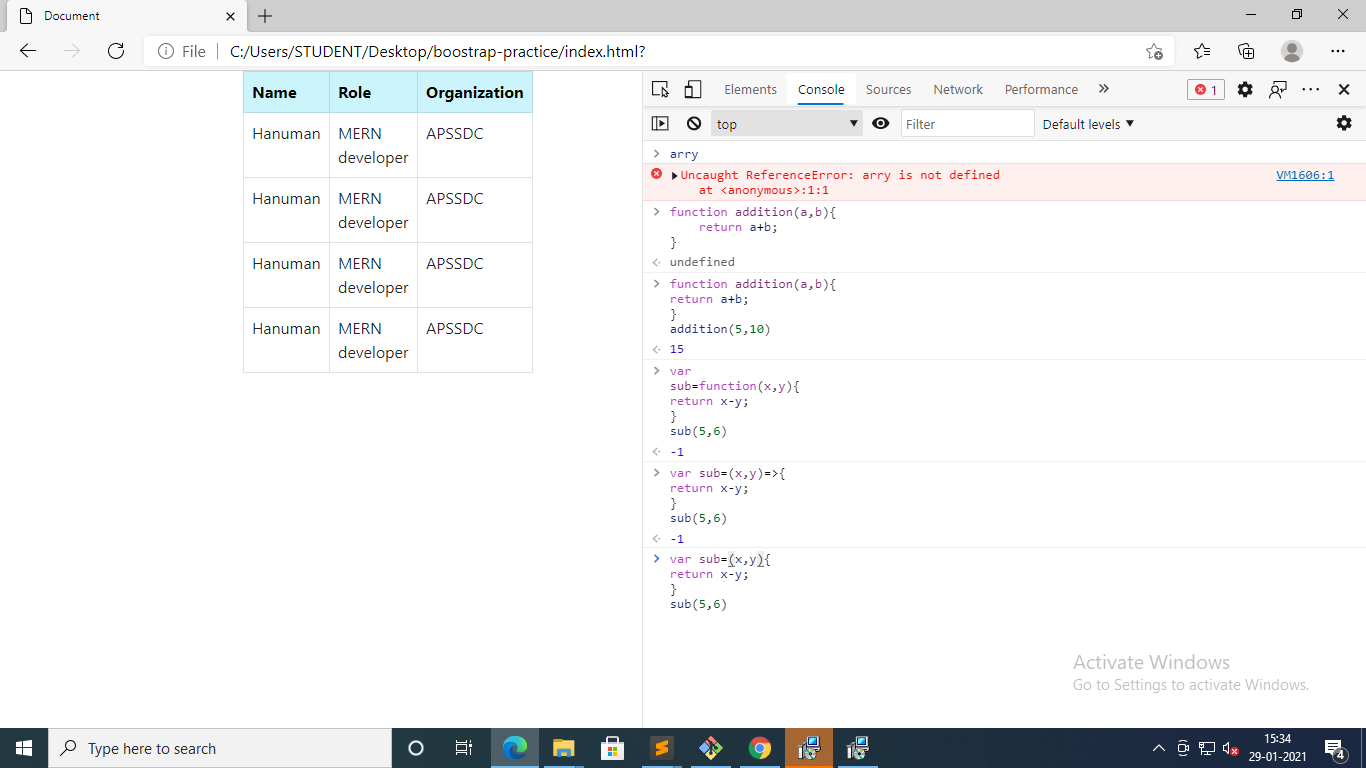 Document
File
C:/Users/STUDENT/Desktop/boostrap-practice/index.html?
Name Role Organization
Hanuman MERN developer APSSDC
Hanuman MERN developer APSSDC
Hanuman MERN developer APSSDC
Hanuman MERN developer APSSDC
Elements Console Sources Network Performance 1
top Filter Default levels
arry
Uncaught ReferenceError: arry is not defined VM1606:1
at <anonymous>:1:1
function addition(a,b){
return a+b;
}
undefined
function addition(a,b){
return a+b;
}
addition(5,10)
15
var
sub=function(x,y){
return x-y;
}
sub(5,6)
-1
var sub=(x,y)=>{
return x-y;
}
sub(5,6)
-1
var sub=(x,y){
return x-y;
}
sub(5,6)
Activate Windows
Go to Settings to activate Windows.
Type here to search
15:34
29-01-2021
4